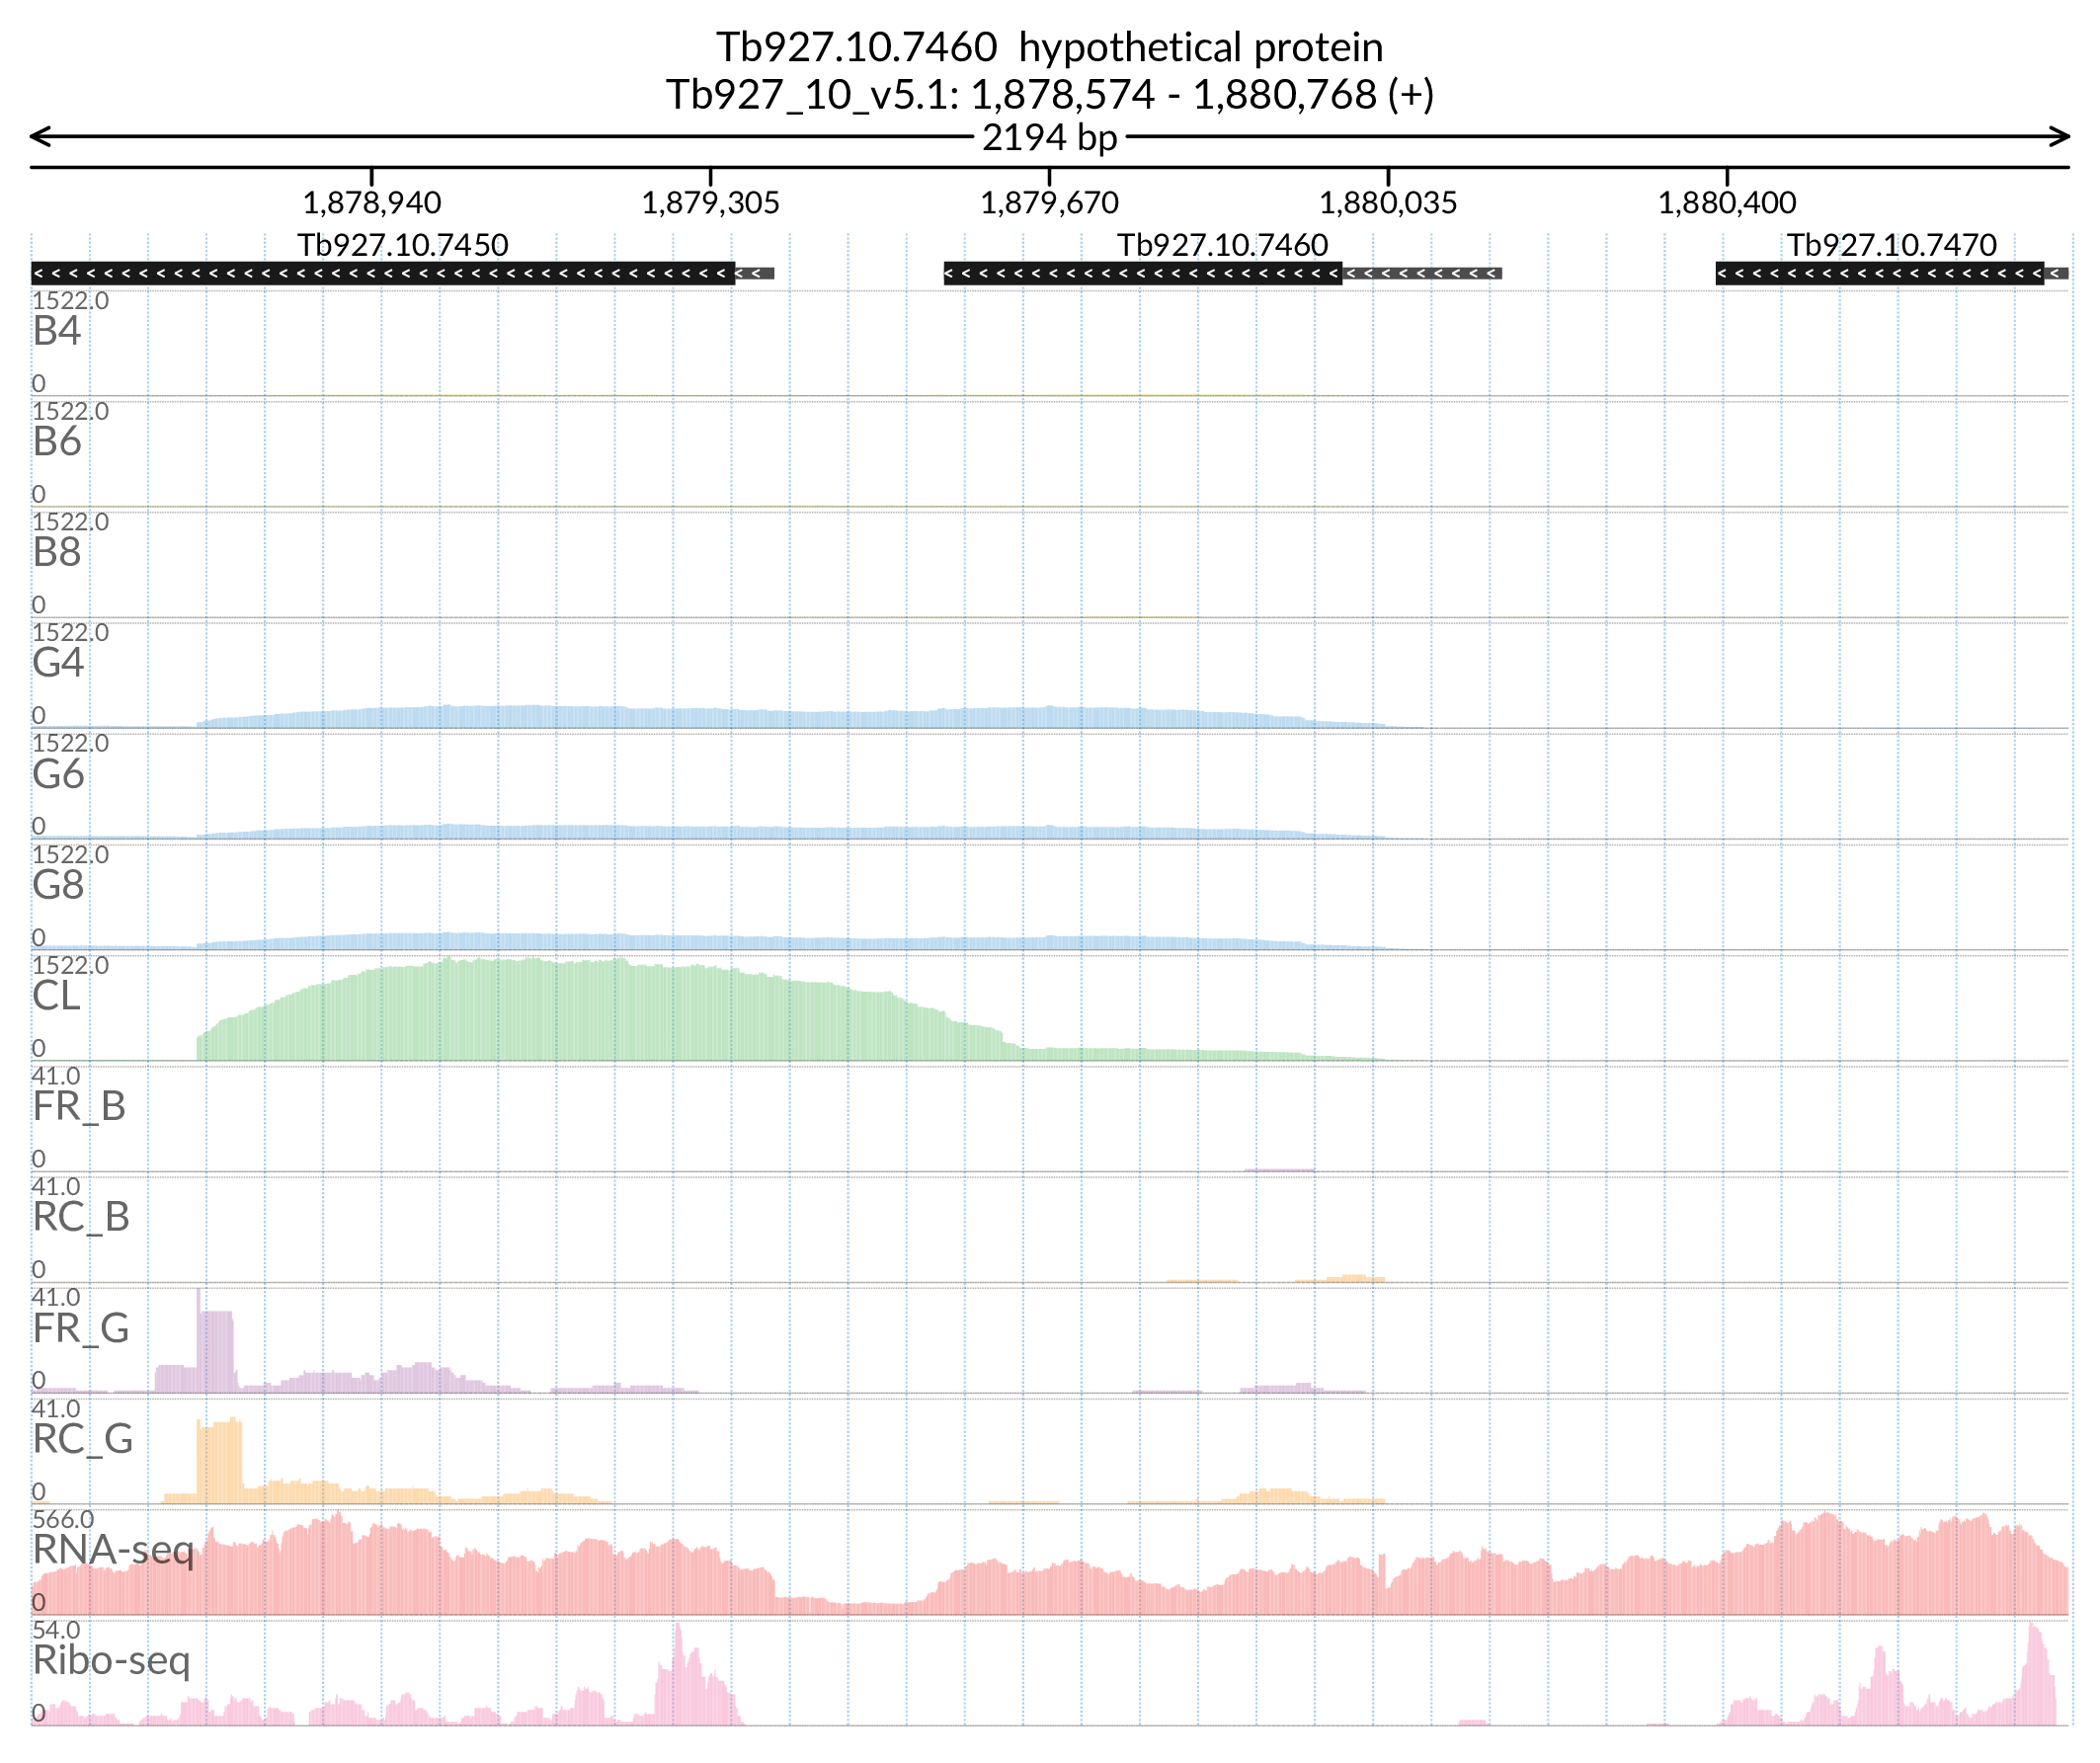 Tb927.10.7460 hypothetical protein
Tb927_10_v5.1: 1,878,574 - 1,880,768 (+)
2194 bp
1,878,940 1,879,305 1,879,670 1,880,035 1,880,400
Tb927.10.7450 Tb927.10.7460 Tb927.10.7470
1522.0
B4
0
1522.0
B6
0
1522.0
B8
0
1522.0
G4
0
1522.0
G6
0
1522.0
G8
0
1522.0
CL
0
41.0
FR_B
0
41.0
RC_B
0
41.0
FR_G
0
41.0
RC_G
0
566.0
RNA-seq
0
54.0
Ribo-seq
0